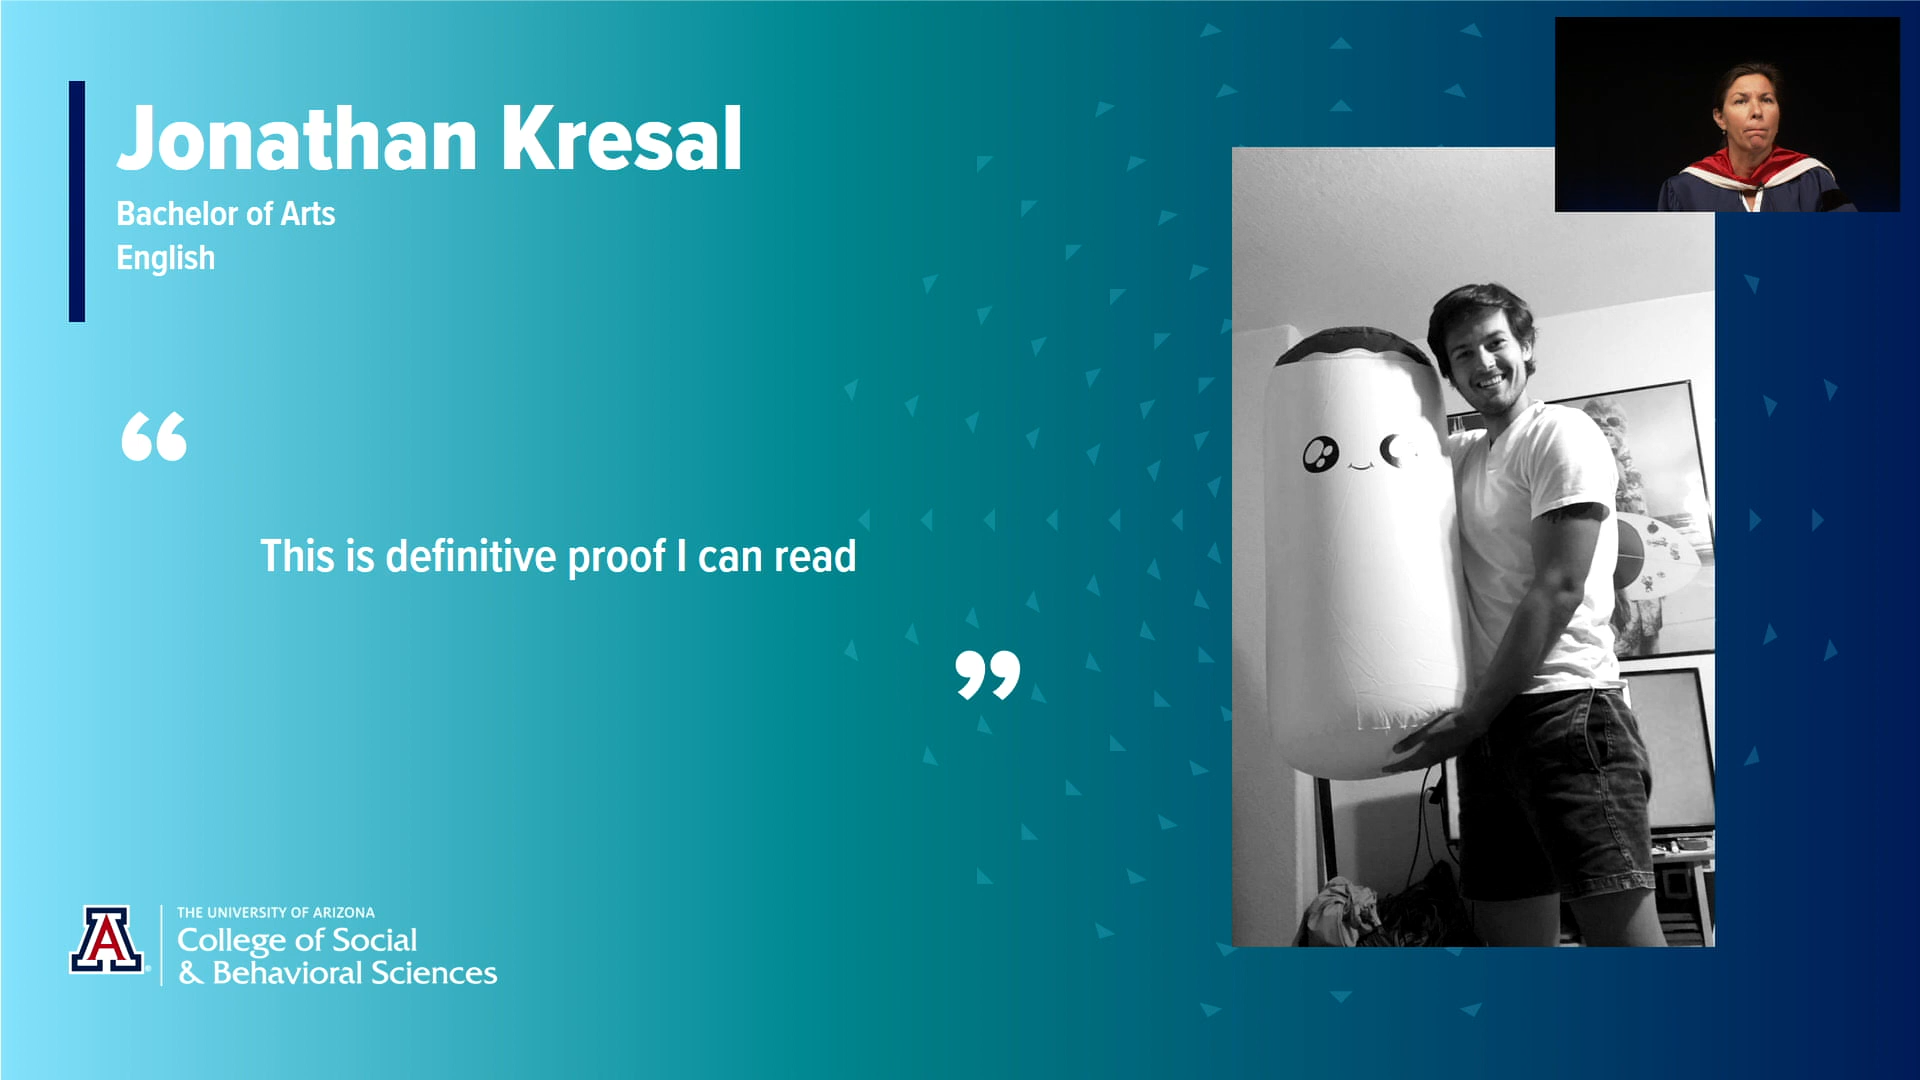 Jonathan Kresal
Bachelor of Arts
English
“
This is definitive proof I can read
”
A
THE UNIVERSITY OF ARIZONA
College of Social
& Behavioral Sciences